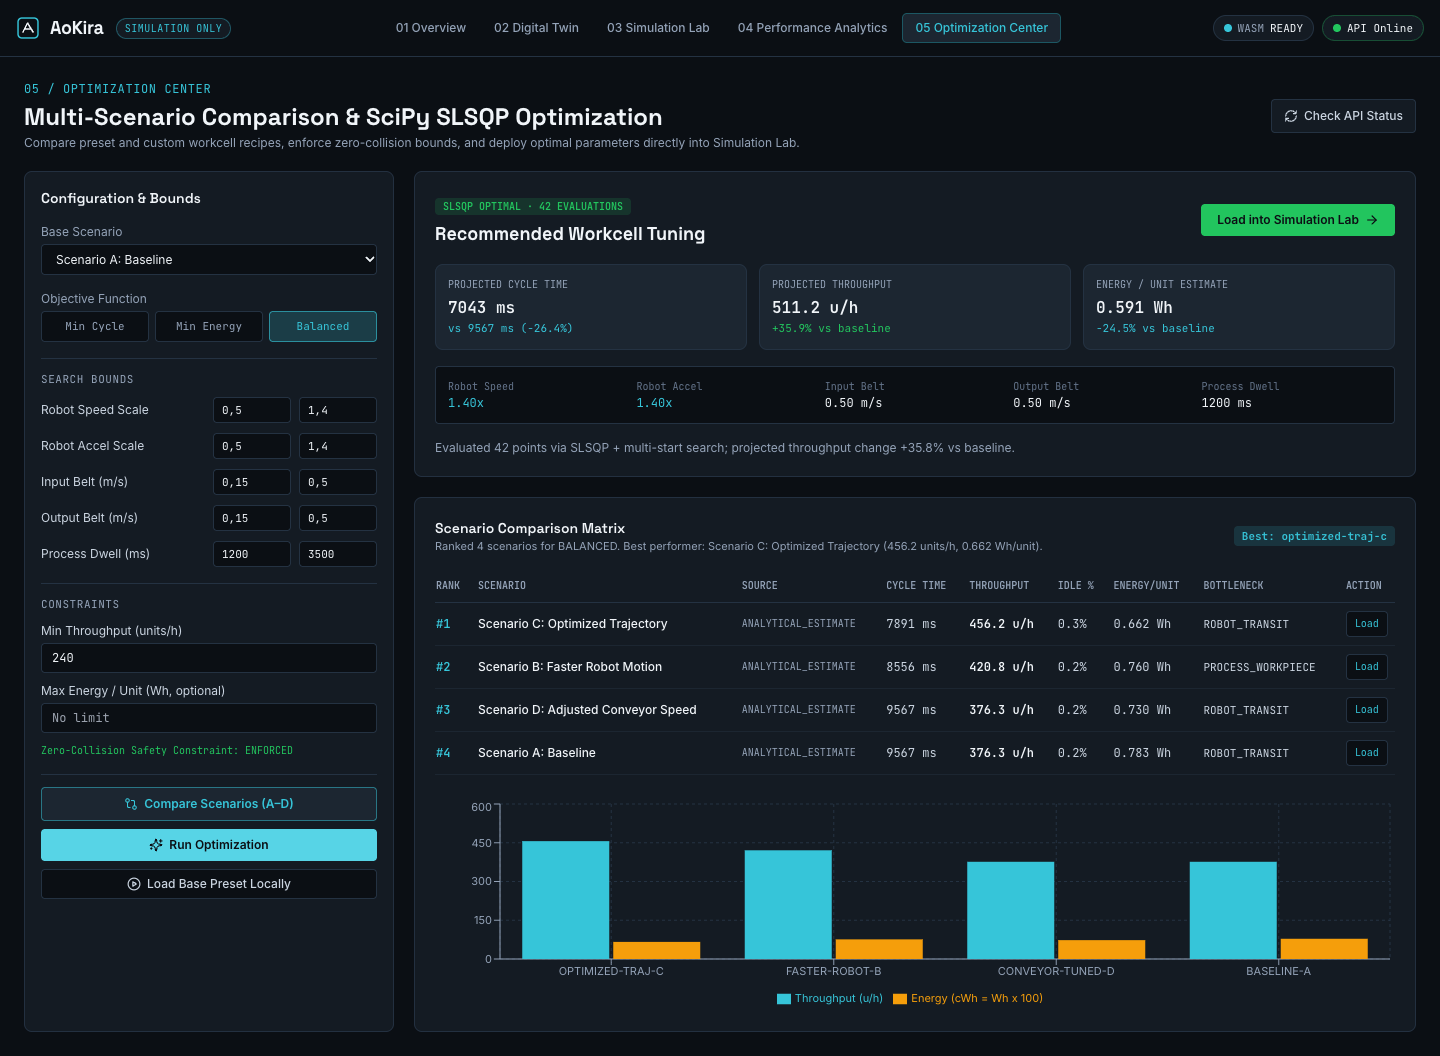 AoKira
SIMULATION ONLY
01 Overview
02 Digital Twin
03 Simulation Lab
04 Performance Analytics
05 Optimization Center
WASM READY
API Online
05 / OPTIMIZATION CENTER
Multi-Scenario Comparison & SciPy SLSQP Optimization
Compare preset and custom workcell recipes, enforce zero-collision bounds, and deploy optimal parameters directly into Simulation Lab.
Check API Status
Configuration & Bounds
Base Scenario
Scenario A: Baseline
Objective Function
Min Cycle Min Energy Balanced
SEARCH BOUNDS
Robot Speed Scale 0,5 1,4
Robot Accel Scale 0,5 1,4
Input Belt (m/s) 0,15 0,5
Output Belt (m/s) 0,15 0,5
Process Dwell (ms) 1200 3500
CONSTRAINTS
Min Throughput (units/h)
240
Max Energy / Unit (Wh, optional)
No limit
Zero-Collision Safety Constraint: ENFORCED
Compare Scenarios (A–D)
Run Optimization
Load Base Preset Locally
SLSQP OPTIMAL · 42 EVALUATIONS
Recommended Workcell Tuning
Load into Simulation Lab
PROJECTED CYCLE TIME
7043 ms
vs 9567 ms (-26.4%)
PROJECTED THROUGHPUT
511.2 u/h
+35.9% vs baseline
ENERGY / UNIT ESTIMATE
0.591 Wh
-24.5% vs baseline
Robot Speed
1.40x
Robot Accel
1.40x
Input Belt
0.50 m/s
Output Belt
0.50 m/s
Process Dwell
1200 ms
Evaluated 42 points via SLSQP + multi-start search; projected throughput change +35.8% vs baseline.
Scenario Comparison Matrix
Ranked 4 scenarios for BALANCED. Best performer: Scenario C: Optimized Trajectory (456.2 units/h, 0.662 Wh/unit).
Best: optimized-traj-c
RANK SCENARIO SOURCE CYCLE TIME THROUGHPUT IDLE % ENERGY/UNIT BOTTLENECK ACTION
#1 Scenario C: Optimized Trajectory ANALYTICAL_ESTIMATE 7891 ms 456.2 u/h 0.3% 0.662 Wh ROBOT_TRANSIT Load
#2 Scenario B: Faster Robot Motion ANALYTICAL_ESTIMATE 8556 ms 420.8 u/h 0.2% 0.760 Wh PROCESS_WORKPIECE Load
#3 Scenario D: Adjusted Conveyor Speed ANALYTICAL_ESTIMATE 9567 ms 376.3 u/h 0.2% 0.730 Wh ROBOT_TRANSIT Load
#4 Scenario A: Baseline ANALYTICAL_ESTIMATE 9567 ms 376.3 u/h 0.2% 0.783 Wh ROBOT_TRANSIT Load
600
450
300
150
0
OPTIMIZED-TRAJ-C FASTER-ROBOT-B CONVEYOR-TUNED-D BASELINE-A
Throughput (u/h) Energy (cWh = Wh x 100)